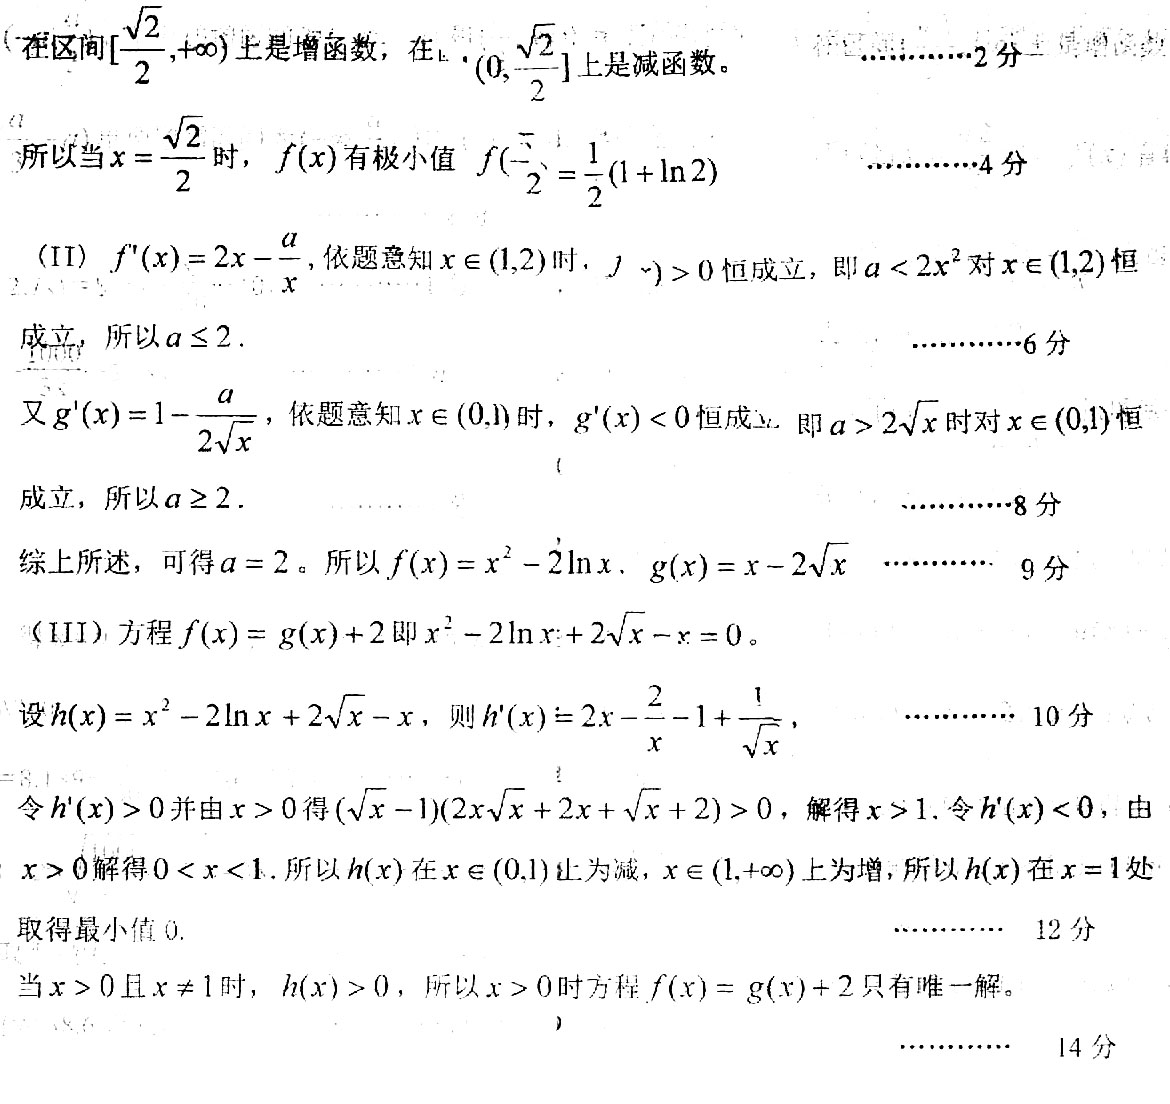 在区间[√2/2,+∞)上是增函数，在(0,√2/2]上是减函数。 …………2分
所以当x=√2/2时，f(x)有极小值 f( 2 =1/2(1+ln2) …………4分
(II) f'(x)=2x-a/x,依题意知x∈(1,2)时, )>0恒成立，即a<2x²对x∈(1,2)恒
成立，所以a≤2. …………6分
又g'(x)=1-a/(2√x)，依题意知x∈(0,1)时，g'(x)<0恒成 即a>2√x时对x∈(0,1)恒
成立，所以a≥2. …………8分
综上所述，可得a=2。所以f(x)=x²-2lnx. g(x)=x-2√x ………… 9分
(III)方程f(x)=g(x)+2即x²-2lnx+2√x-x=0。
设h(x)=x²-2lnx+2√x-x，则h'(x)=2x-2/x-1+1/√x， ………… 10分
令h'(x)>0并由x>0得(√x-1)(2x√x+2x+√x+2)>0，解得x>1.令h'(x)<0，由
x>0解得0<x<1.所以h(x)在x∈(0,1)上为减，x∈(1,+∞)上为增，所以h(x)在x=1处
取得最小值0. ………… 12分
当x>0且x≠1时，h(x)>0，所以x>0时方程f(x)=g(x)+2只有唯一解。
………… 14分